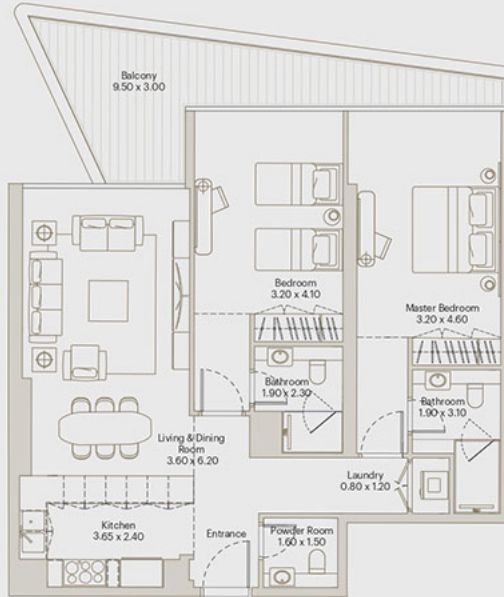 Balcony
9.50 x 3.00
Bedroom
3.20 x 4.10
Master Bedroom
3.20 x 4.60
Bathroom
1.90 x 2.30
Bathroom
1.90 x 3.10
Living & Dining
Room
3.60 x 6.20
Laundry
0.80 x 1.20
Kitchen
3.65 x 2.40
Entrance
Powder Room
1.60 x 1.50